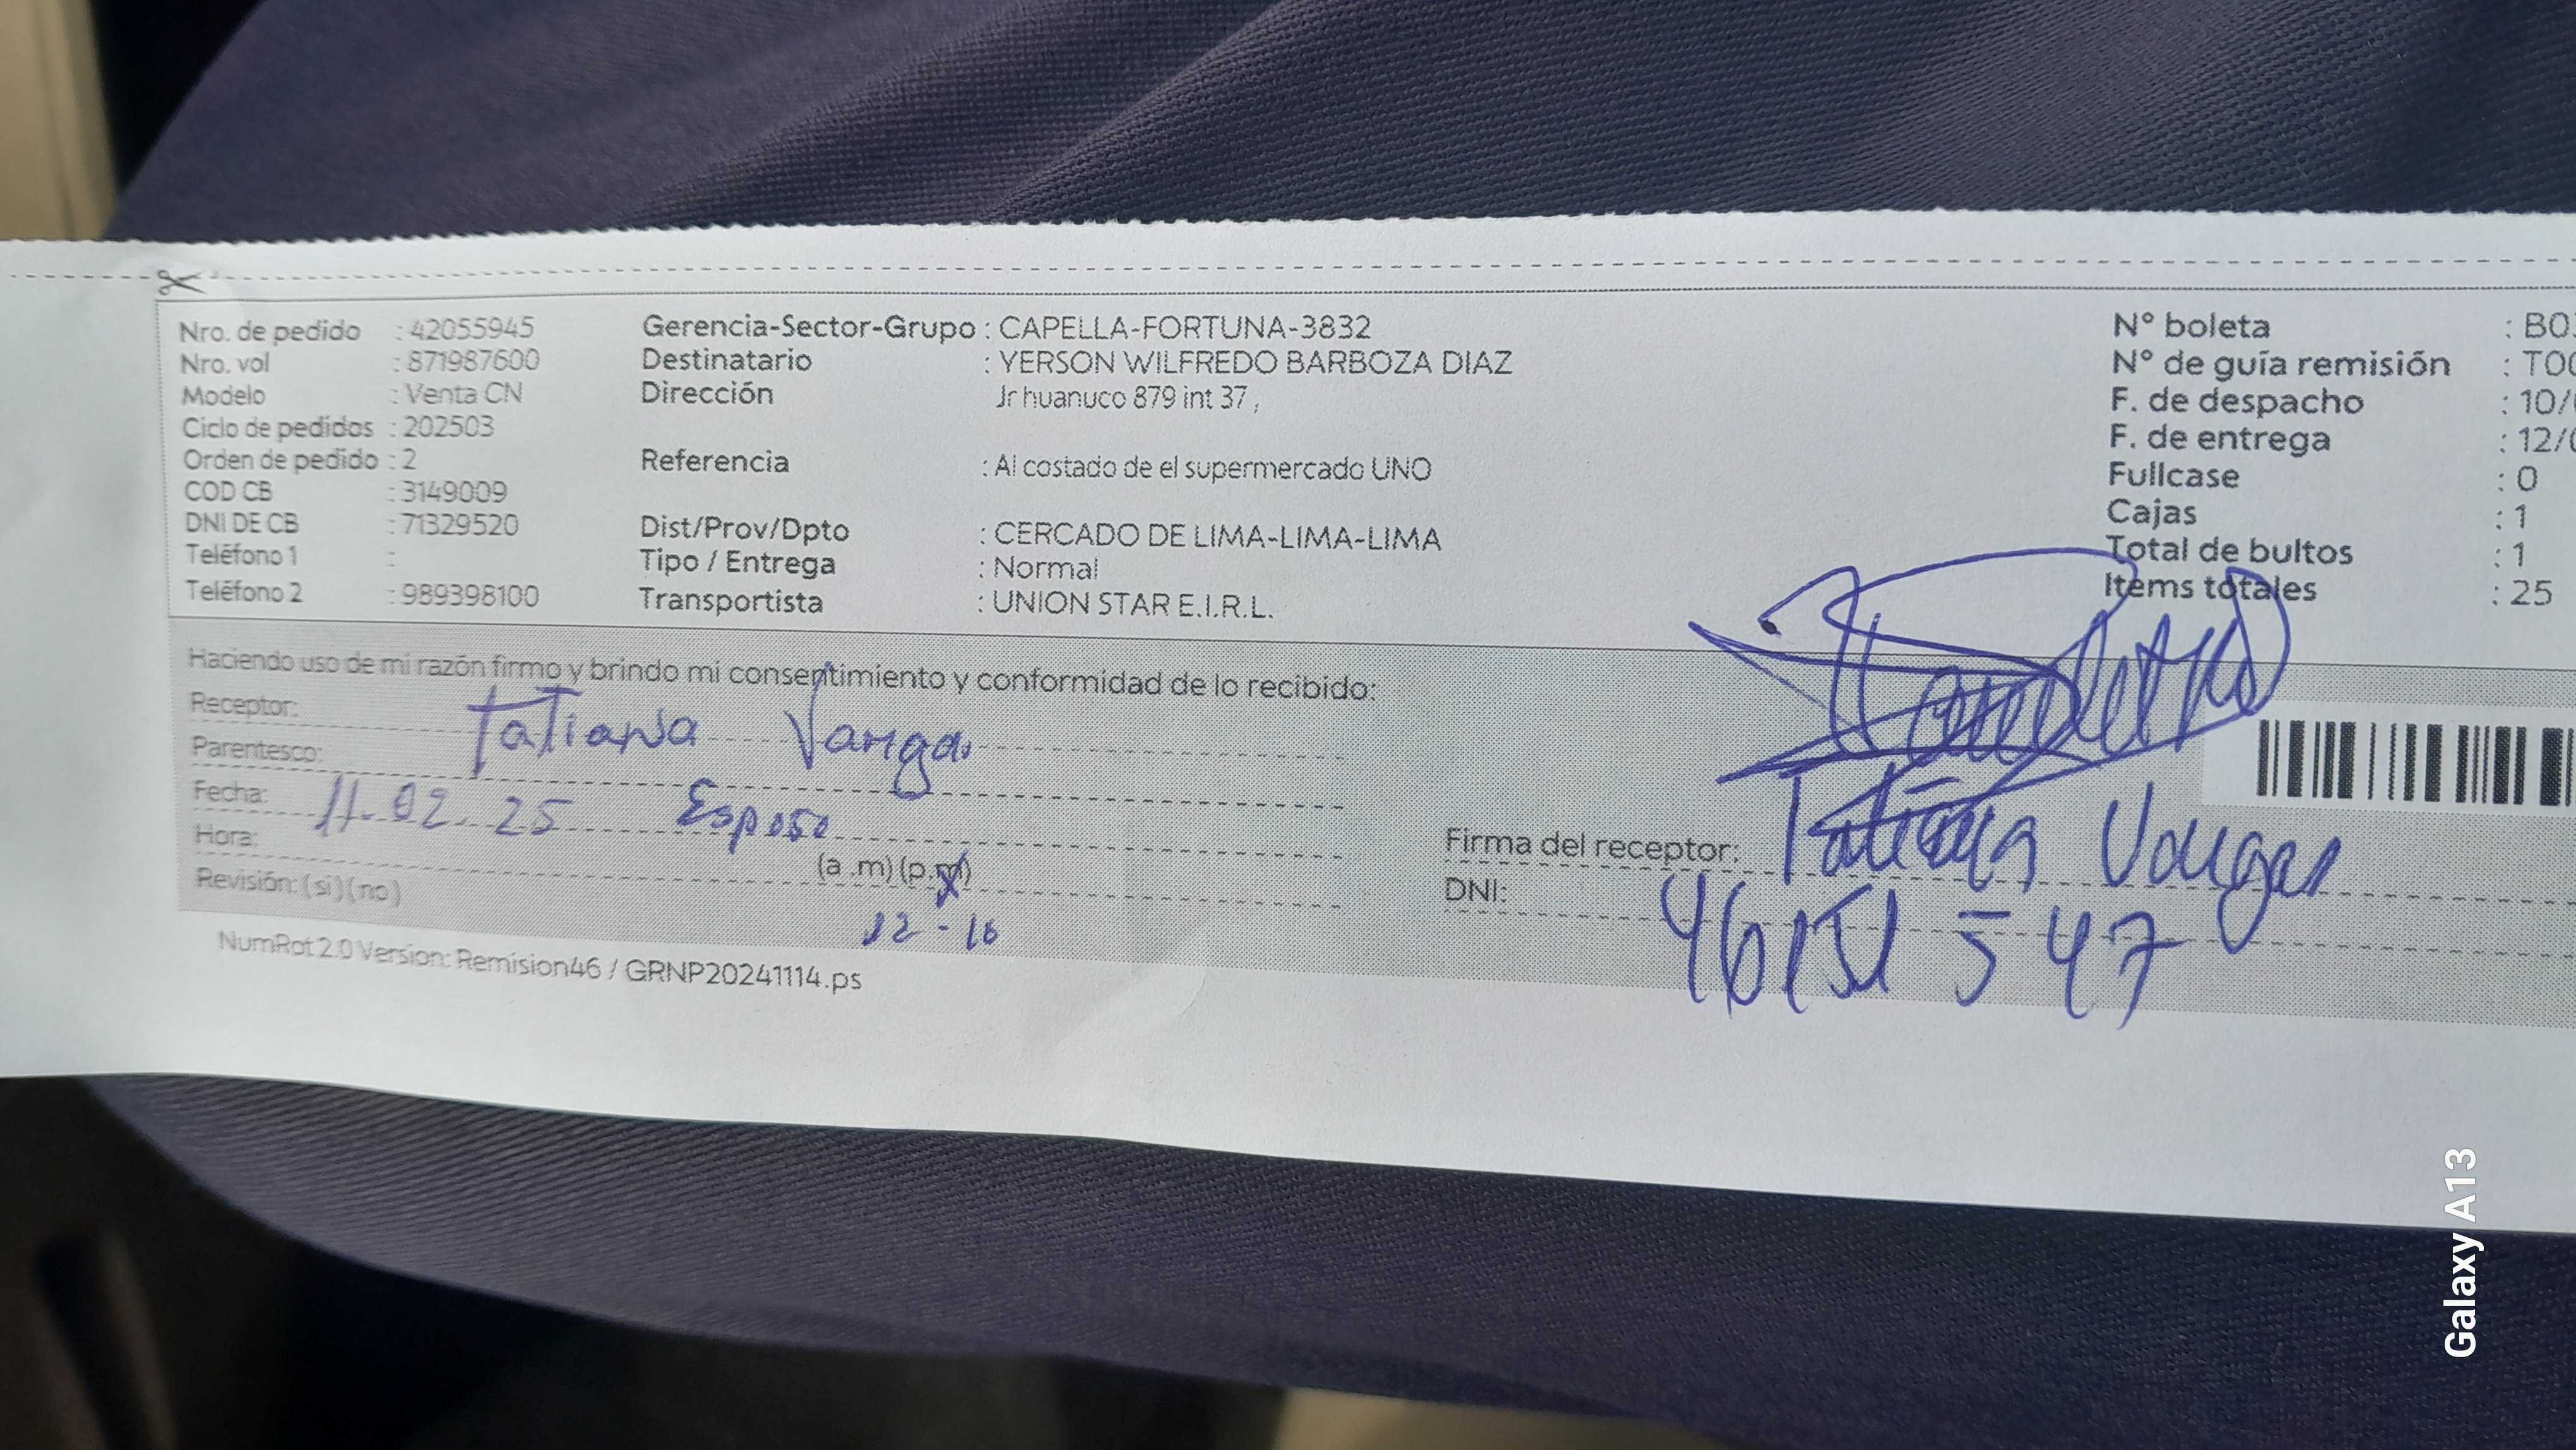 Nro. de pedido : 42055945
Nro. vol : 871987600
Modelo : Venta CN
Ciclo de pedidos : 202503
Orden de pedido : 2
COD CB : 3149009
DNI DE CB : 71329520
Teléfono 1 :
Teléfono 2 : 989398100
Gerencia-Sector-Grupo : CAPELLA-FORTUNA-3832
Destinatario : YERSON WILFREDO BARBOZA DIAZ
Dirección Jr huanuco 879 int 37 ,
Referencia : Al costado de el supermercado UNO
Dist/Prov/Dpto : CERCADO DE LIMA-LIMA-LIMA
Tipo / Entrega : Normal
Transportista : UNION STAR E.I.R.L.
N° boleta : B03
N° de guía remisión : T00
F. de despacho : 10/
F. de entrega : 12/
Fullcase : 0
Cajas : 1
Total de bultos : 1
Items totales : 25
Haciendo uso de mi razón firmo y brindo mi consentimiento y conformidad de lo recibido:
Receptor: Tatiana Vargas
Parentesco: Esposo
Fecha: 11.02.25
Hora: (a .m) (p.m)
12-10
Revisión: (si) (no)
Firma del receptor: Tatiana Vargas
DNI: 46151547
NumRot 2.0 Version: Remision46 / GRNP20241114.ps
Galaxy A13